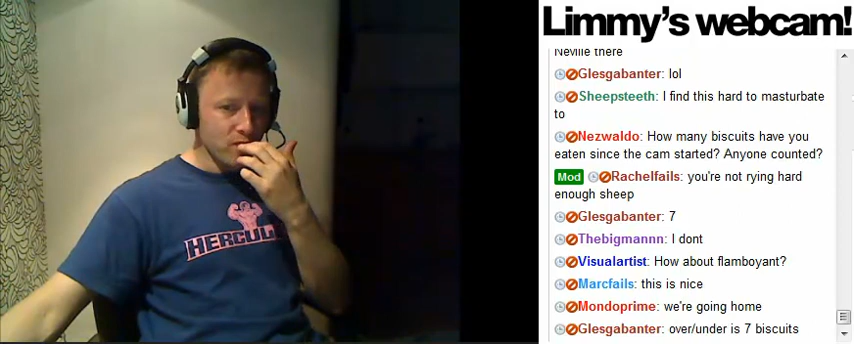 Limmy's webcam!
Neville there
Glesgabanter: lol
Sheepsteeth: I find this hard to masturbate
to
Nezwaldo: How many biscuits have you
eaten since the cam started? Anyone counted?
Mod Rachelfails: you're not rying hard
enough sheep
Glesgabanter: 7
Thebigmannn: I dont
Visualartist: How about flamboyant?
Marcfails: this is nice
Mondoprime: we're going home
Glesgabanter: over/under is 7 biscuits
HERCUL